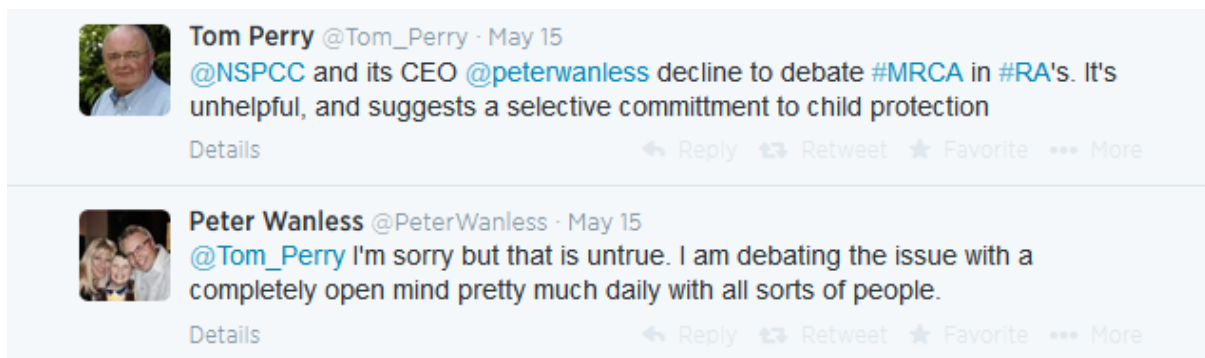 Tom Perry @Tom_Perry · May 15
@NSPCC and its CEO @peterwanless decline to debate #MRCA in #RA's. It's
unhelpful, and suggests a selective committment to child protection
Details Reply Retweet Favorite More
Peter Wanless @PeterWanless · May 15
@Tom_Perry I'm sorry but that is untrue. I am debating the issue with a
completely open mind pretty much daily with all sorts of people.
Details Reply Retweet Favorite More